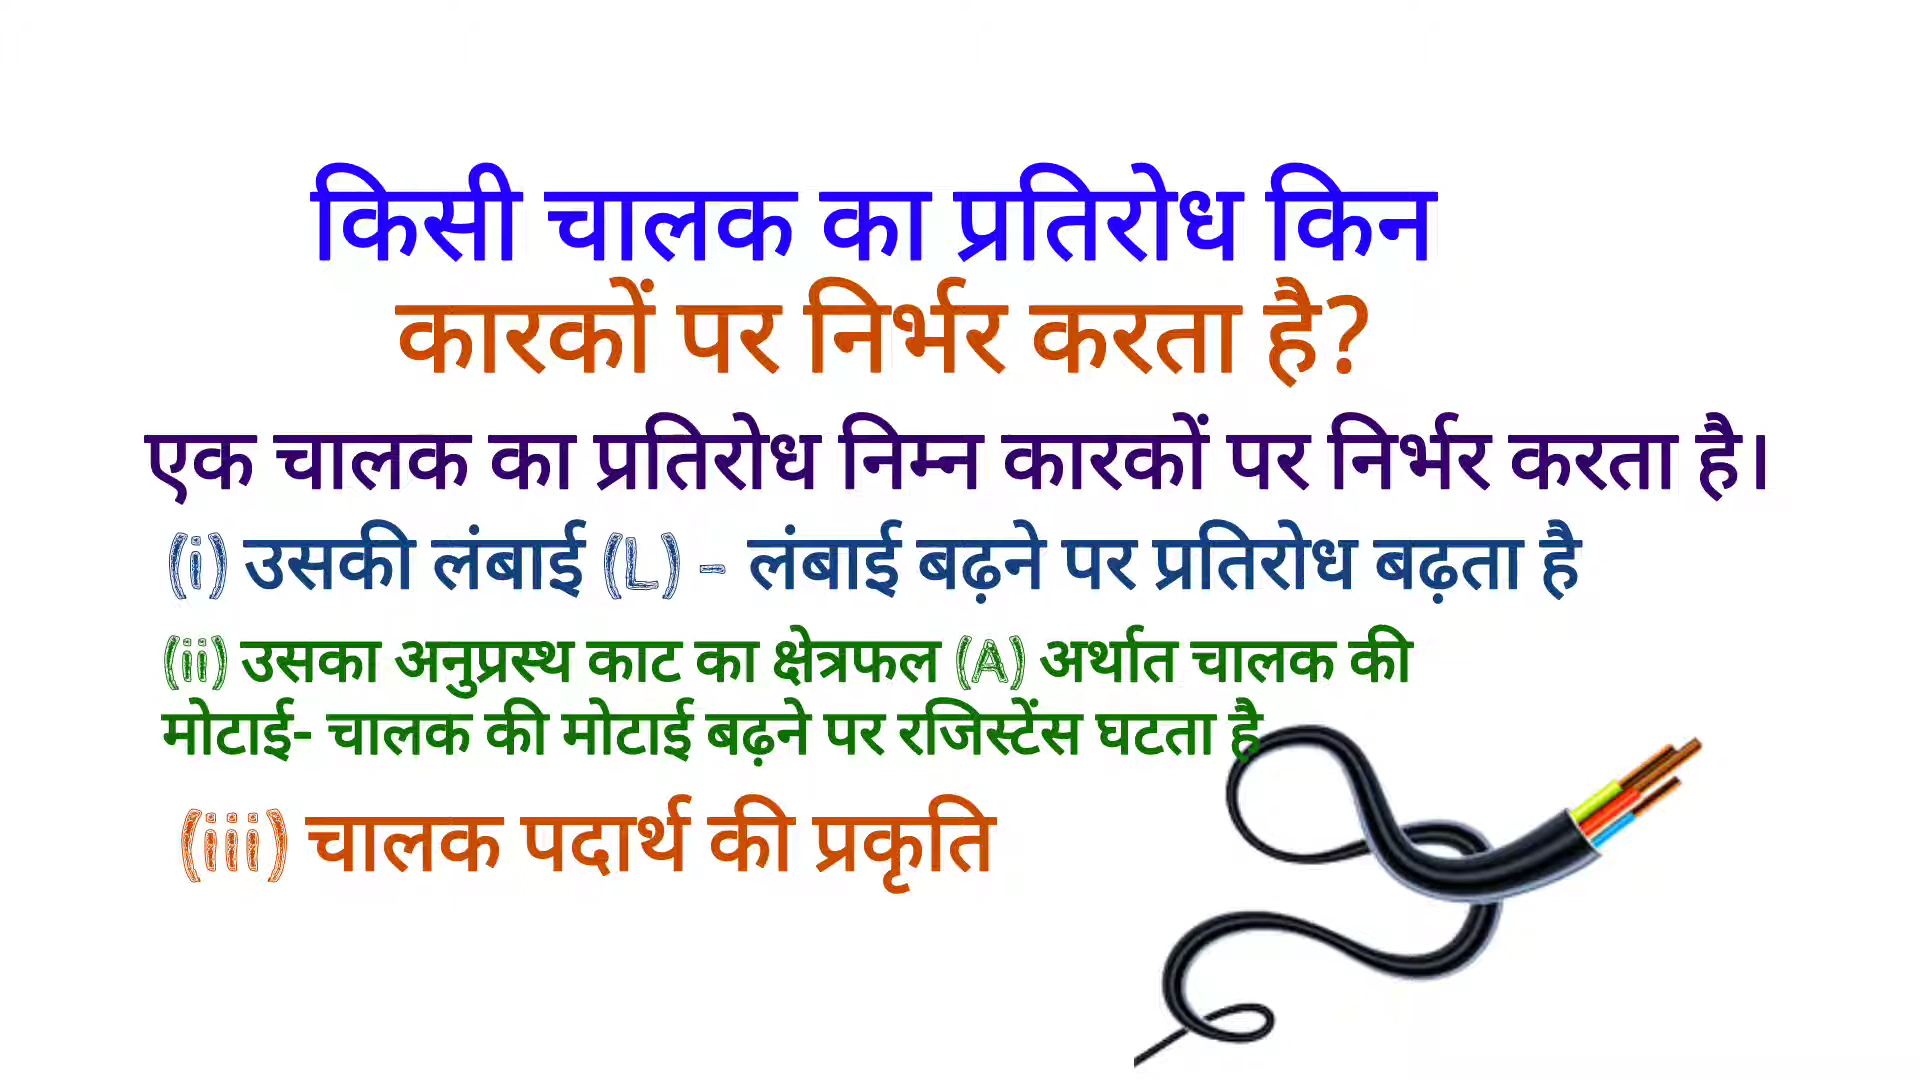 किसी चालक का प्रतिरोध किन
कारकों पर निर्भर करता है?
एक चालक का प्रतिरोध निम्न कारकों पर निर्भर करता है।
(i) उसकी लंबाई (L) - लंबाई बढ़ने पर प्रतिरोध बढ़ता है
(ii) उसका अनुप्रस्थ काट का क्षेत्रफल (A) अर्थात चालक की
मोटाई- चालक की मोटाई बढ़ने पर रजिस्टेंस घटता है
(iii) चालक पदार्थ की प्रकृति